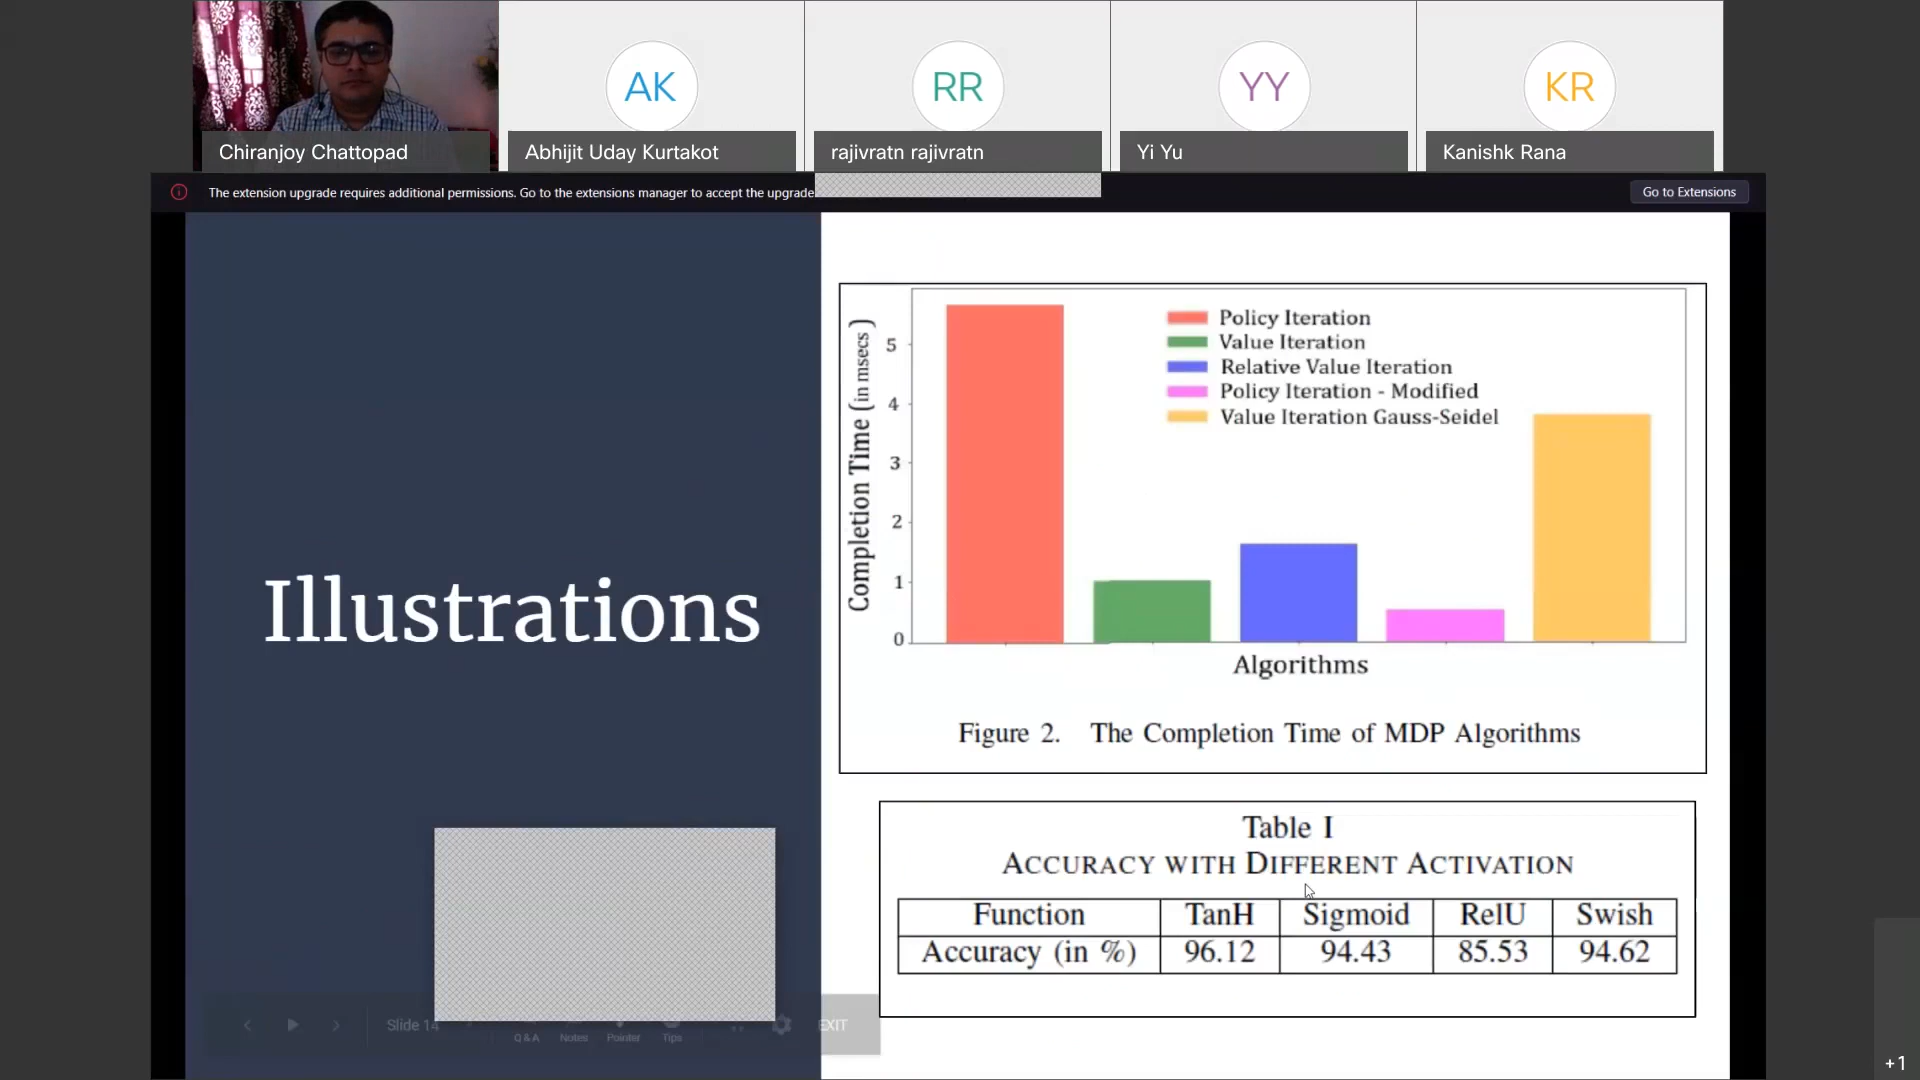 AK
RR
YY
KR
Chiranjoy Chattopad
Abhijit Uday Kurtakot
rajivratn rajivratn
Yi Yu
Kanishk Rana
The extension upgrade requires additional permissions. Go to the extensions manager to accept the upgrade
Go to Extensions
Illustrations
Completion Time (in msecs)
5
4
3
2
1
0
Policy Iteration
Value Iteration
Relative Value Iteration
Policy Iteration - Modified
Value Iteration Gauss-Seidel
Algorithms
Figure 2. The Completion Time of MDP Algorithms
Table I
ACCURACY WITH DIFFERENT ACTIVATION
Function TanH Sigmoid RelU Swish
Accuracy (in %) 96.12 94.43 85.53 94.62
Slide 14
Q & A Notes Pointer Tips
EXIT
+1